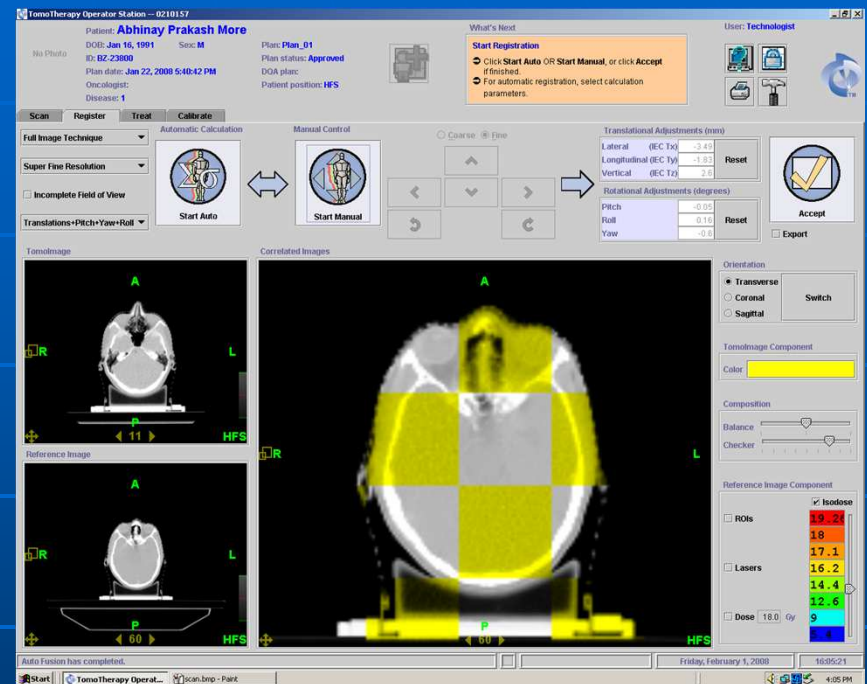 TomoTherapy Operator Station -- 0210157
No Photo
Patient: Abhinay Prakash More
DOB: Jan 16, 1991 Sex: M
ID: BZ-23800
Plan date: Jan 22, 2008 5:40:42 PM
Oncologist:
Disease: 1
Plan: Plan_01
Plan status: Approved
DQA plan:
Patient position: HFS
What's Next
Start Registration
Click Start Auto OR Start Manual, or click Accept
if finished.
For automatic registration, select calculation
parameters.
User: Technologist
Scan Register Treat Calibrate
Full Image Technique
Super Fine Resolution
Incomplete Field of View
Translations+Pitch+Yaw+Roll
Automatic Calculation
Start Auto
Manual Control
Start Manual
Coarse Fine
Translational Adjustments (mm)
Lateral (IEC Tx) -3.49
Longitudinal (IEC Ty) -1.83
Vertical (IEC Tz) 2.6
Reset
Rotational Adjustments (degrees)
Pitch -0.05
Roll 0.16
Yaw -0.8
Reset
Accept
Export
TomoImage
A
R L
P
11
HFS
Reference Image
A
R L
P
60
HFS
Correlated Images
A
R L
P
60
HFS
Orientation
Transverse
Coronal
Sagittal
Switch
TomoImage Component
Color
Composition
Balance
Checker
Reference Image Component
Isodose
ROIs
Lasers
Dose 18.0 Gy
18
17.1
16.2
14.4
12.6
9
Auto Fusion has completed.
Friday, February 1, 2008 16:05:21
Start TomoTherapy Operat... scan.bmp - Paint 4:05 PM